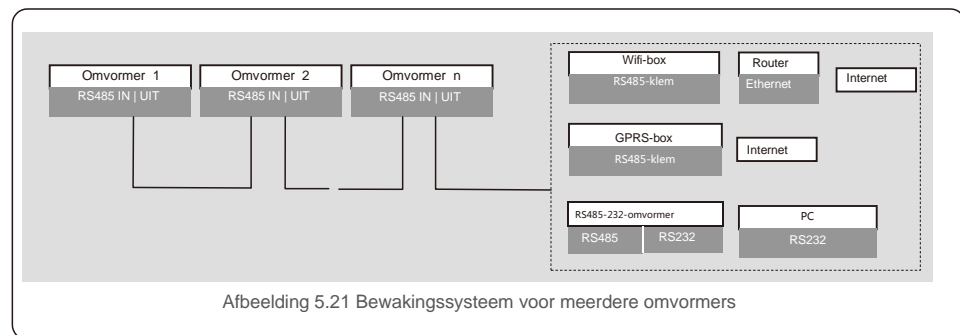 Omvormer 1
RS485 IN | UIT
Omvormer 2
RS485 IN | UIT
Omvormer n
RS485 IN | UIT
Wifi-box
RS485-klem
Router
Ethernet
Internet
GPRS-box
RS485-klem
Internet
RS485-232-omvormer
RS485
RS232
PC
RS232
Afbeelding 5.21 Bewakingssysteem voor meerdere omvormers